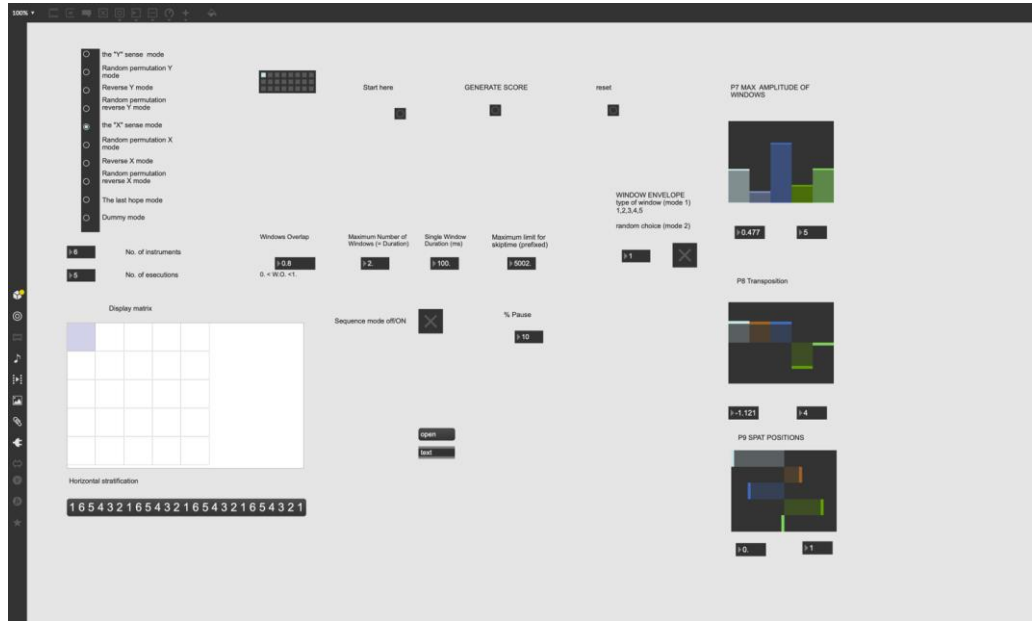 100%
the "Y" sense mode
Random permutation Y
mode
Reverse Y mode
Random permutation
reverse Y mode
the "X" sense mode
Random permutation X
mode
Reverse X mode
Random permutation
reverse X mode
The last hope mode
Dummy mode
6
No. of instruments
5
No. of esecutions
Start here
GENERATE SCORE
reset
P7 MAX AMPLITUDE OF
WINDOWS
0.477
5
WINDOW ENVELOPE
type of window (mode 1)
1,2,3,4,5
random choice (mode 2)
1
Windows Overlap
0.8
0. < W.O. <1.
Maximum Number of
Windows (= Duration)
2.
Single Window
Duration (ms)
100.
Maximum limit for
skiptime (prefixed)
5002.
P8 Transposition
-1.121
4
Display matrix
Sequence mode off/ON
% Pause
10
open
text
P9 SPAT POSITIONS
0.
1
Horizontal stratification
1 6 5 4 3 2 1 6 5 4 3 2 1 6 5 4 3 2 1 6 5 4 3 2 1